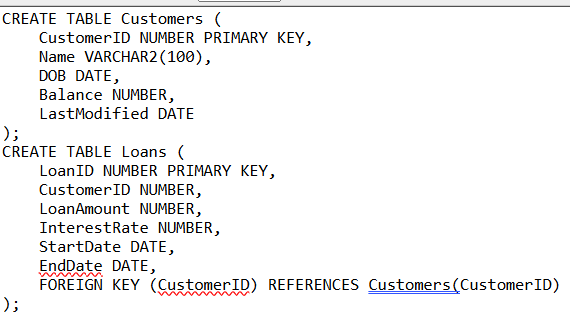 CREATE TABLE Customers (
    CustomerID NUMBER PRIMARY KEY,
    Name VARCHAR2(100),
    DOB DATE,
    Balance NUMBER,
    LastModified DATE
);
CREATE TABLE Loans (
    LoanID NUMBER PRIMARY KEY,
    CustomerID NUMBER,
    LoanAmount NUMBER,
    InterestRate NUMBER,
    StartDate DATE,
    EndDate DATE,
    FOREIGN KEY (CustomerID) REFERENCES Customers(CustomerID)
);